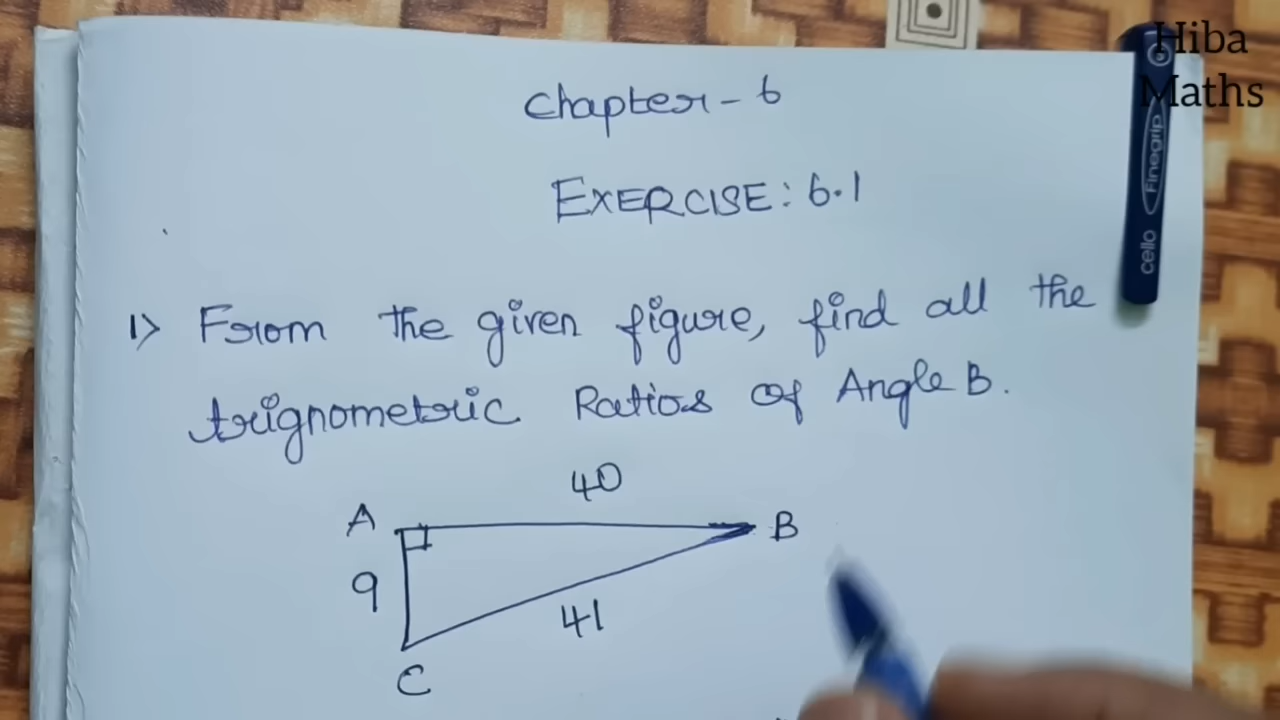 Hiba
Maths
cello Finegrip
Chapter - 6
EXERCISE: 6.1
1) From the given figure, find all the
trignometric Ratios of Angle B.
40
A
B
9
41
C